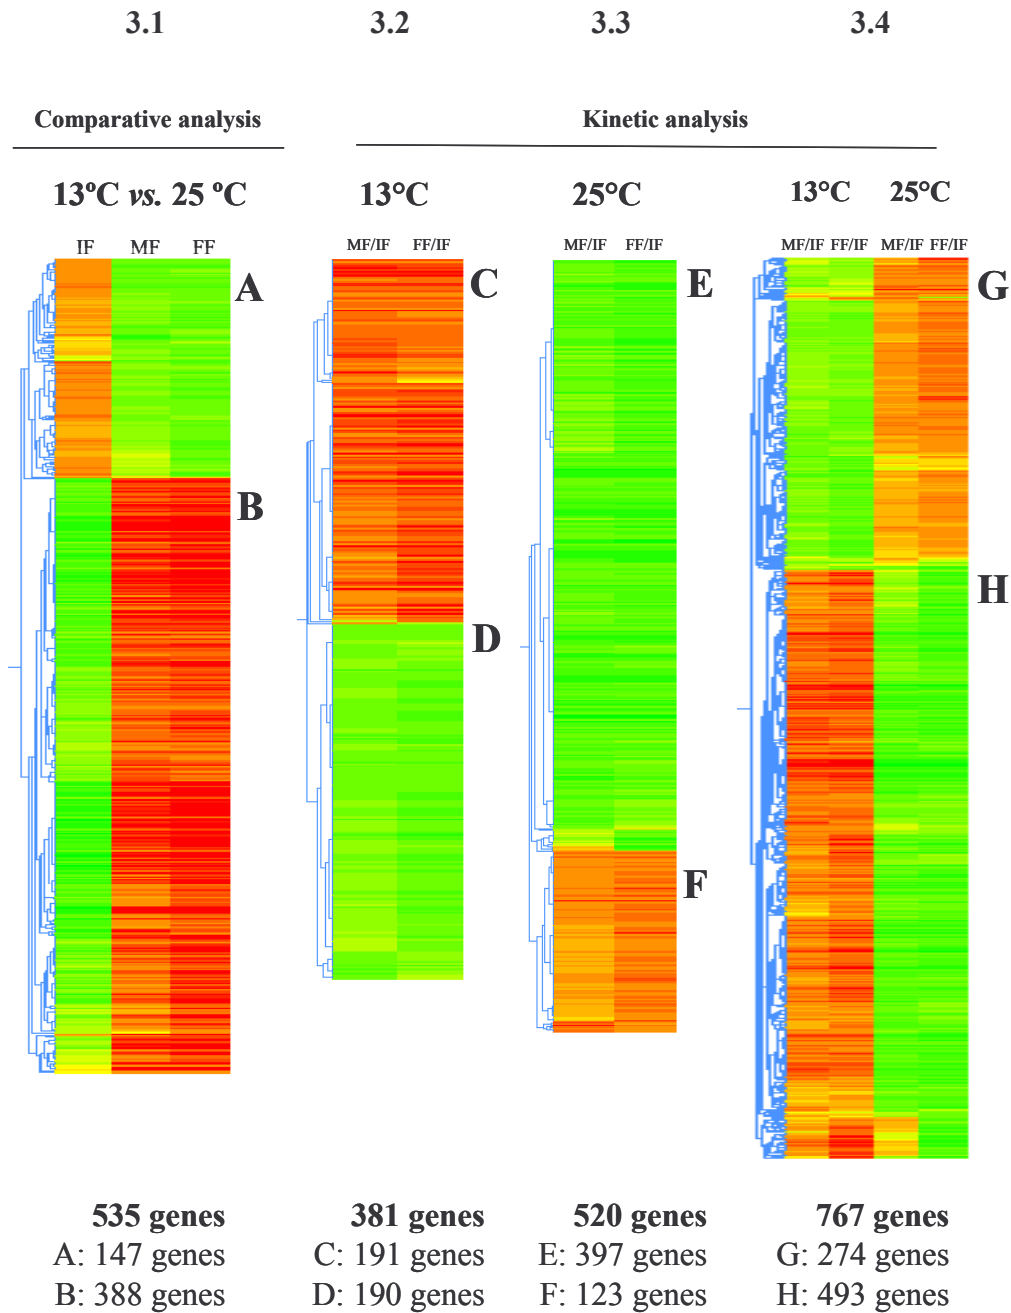 3.1 3.2 3.3 3.4
Comparative analysis Kinetic analysis
13ºC vs. 25 ºC 13°C 25°C 13°C 25°C
IF MF FF MF/IF FF/IF MF/IF FF/IF MF/IF FF/IF MF/IF FF/IF
A C E G
B
H
D
F
535 genes 381 genes 520 genes 767 genes
A: 147 genes C: 191 genes E: 397 genes G: 274 genes
B: 388 genes D: 190 genes F: 123 genes H: 493 genes